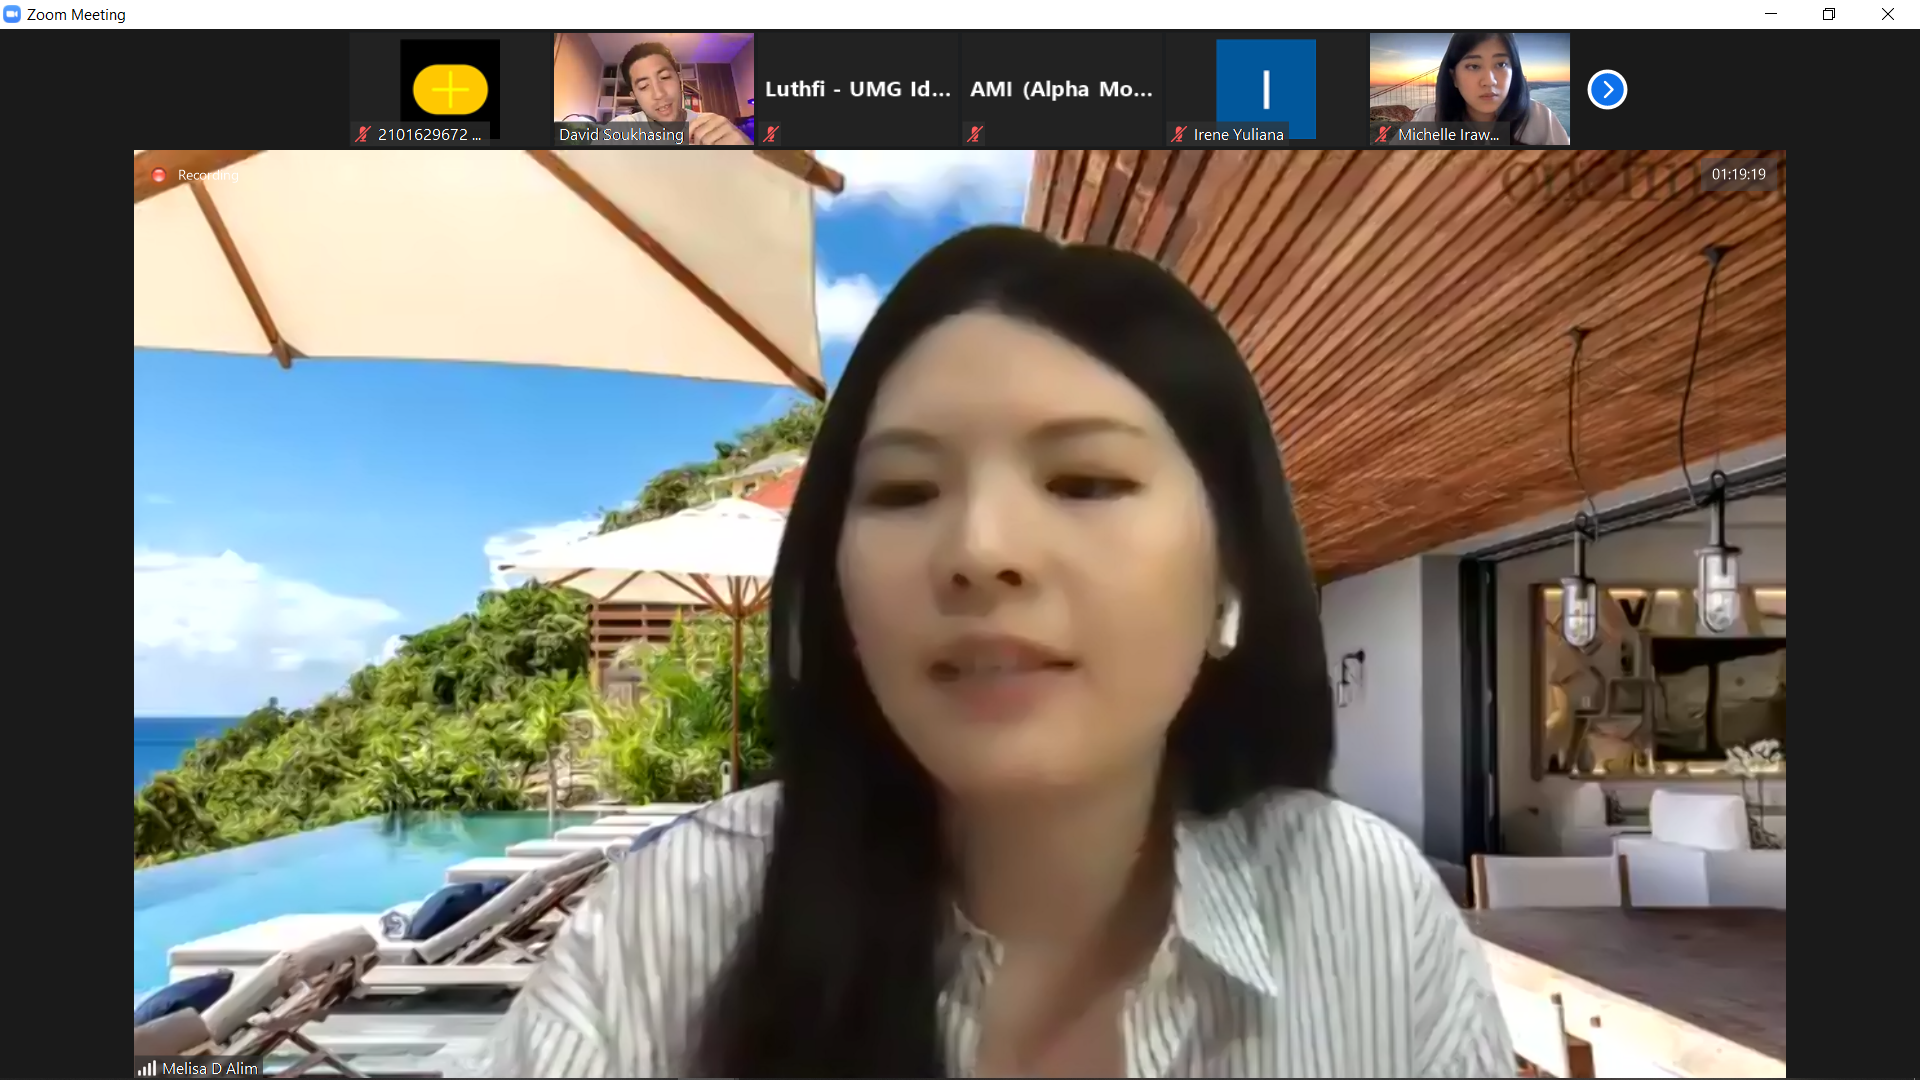 Zoom Meeting
2101629672 ...
David Soukhasing
Luthfi - UMG Id...
AMI (Alpha Mo...
I
Irene Yuliana
Michelle Iraw...
Recording
01:19:19
Melisa D Alim